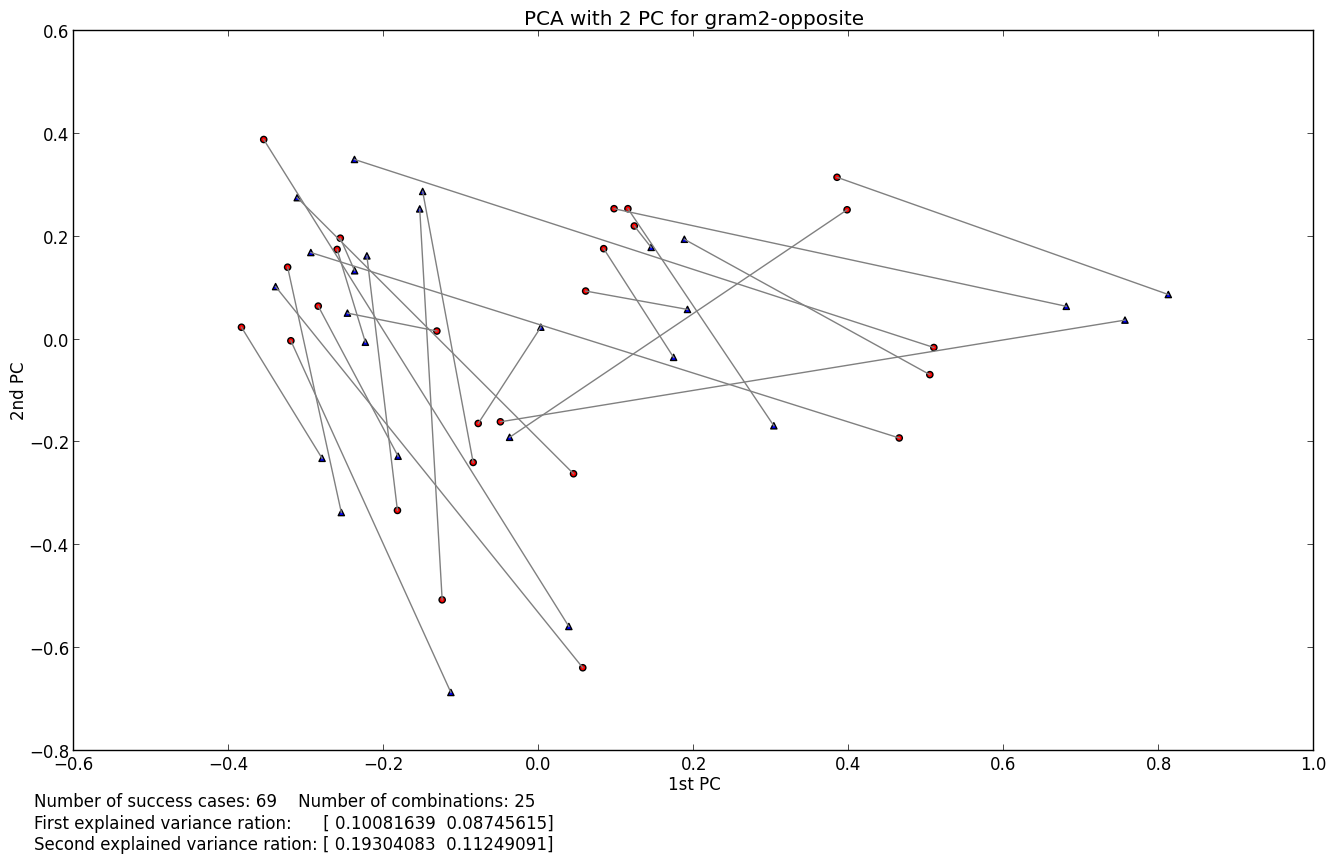 PCA with 2 PC for gram2-opposite
0.6
0.4
0.2
0.0
−0.2
−0.4
−0.6
−0.8
2nd PC
−0.6 −0.4 −0.2 0.0 0.2 0.4 0.6 0.8 1.0
1st PC
Number of success cases: 69 Number of combinations: 25
First explained variance ration: [ 0.10081639 0.08745615]
Second explained variance ration: [ 0.19304083 0.11249091]